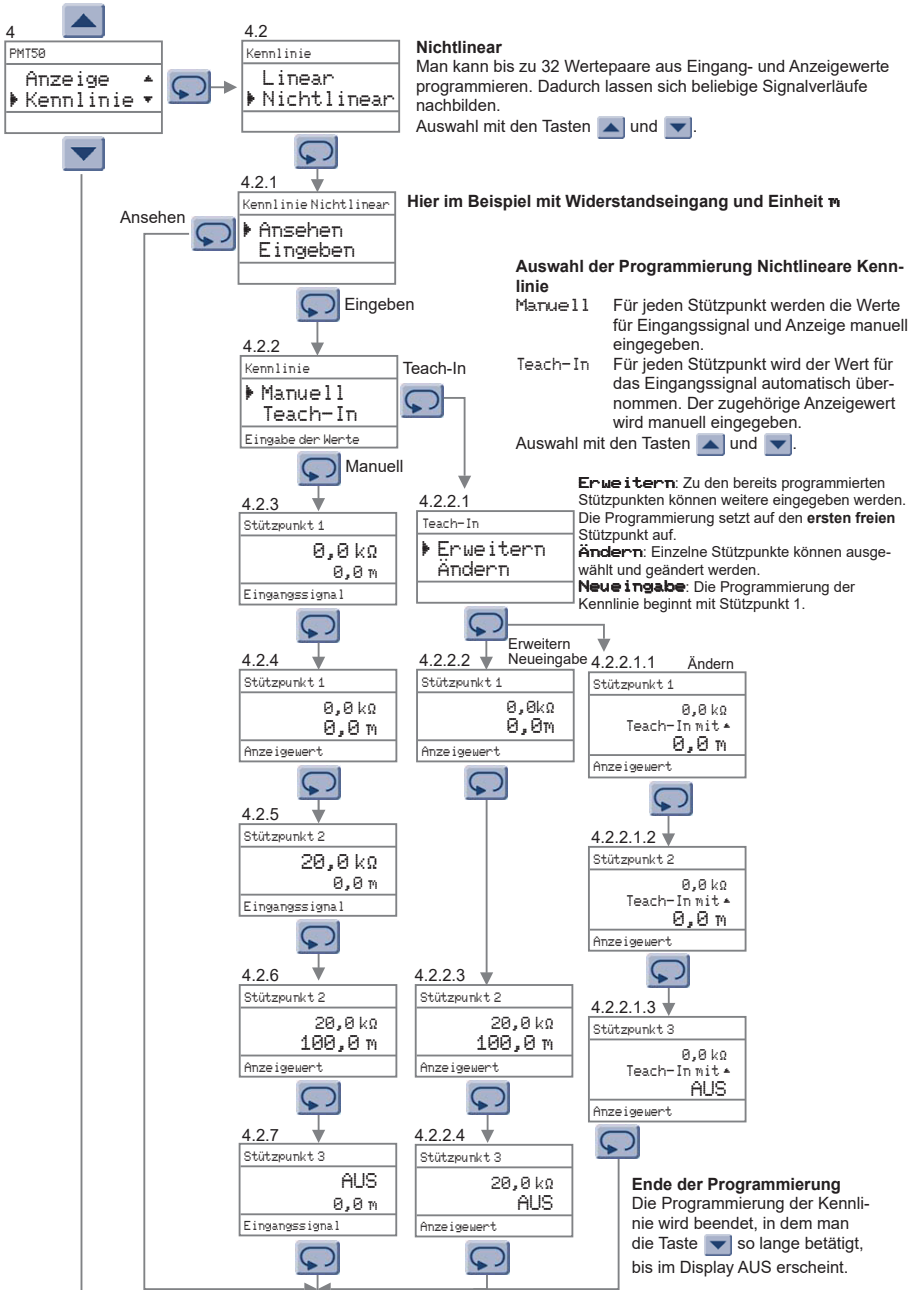 4
PMT50
Anzeige
Kennlinie
4.2
Kennlinie
Linear
Nichtlinear
Nichtlinear
Man kann bis zu 32 Wertepaare aus Eingang- und Anzeigewerte
programmieren. Dadurch lassen sich beliebige Signalverläufe
nachbilden.
Auswahl mit den Tasten ▲ und ▼.
4.2.1
Kennlinie Nichtlinear
Ansehen
Eingeben
Ansehen
Hier im Beispiel mit Widerstandseingang und Einheit m
Eingeben
Auswahl der Programmierung Nichtlineare Kenn-
linie
Manuell Für jeden Stützpunkt werden die Werte
für Eingangssignal und Anzeige manuell
eingegeben.
Teach-In Für jeden Stützpunkt wird der Wert für
das Eingangssignal automatisch über-
nommen. Der zugehörige Anzeigewert
wird manuell eingegeben.
Auswahl mit den Tasten ▲ und ▼.
4.2.2
Kennlinie
Manuell
Teach-In
Eingabe der Werte
Teach-In
Manuell
4.2.2.1
Teach-In
Erweitern
Ändern
Erweitern: Zu den bereits programmierten
Stützpunkten können weitere eingegeben werden.
Die Programmierung setzt auf den ersten freien
Stützpunkt auf.
Ändern: Einzelne Stützpunkte können ausge-
wählt und geändert werden.
Neueingabe: Die Programmierung der
Kennlinie beginnt mit Stützpunkt 1.
4.2.3
Stützpunkt 1
0,0 kΩ
0,0 m
Eingangssignal
Erweitern
Neueingabe
Ändern
4.2.4
Stützpunkt 1
0,0 kΩ
0,0 m
Anzeigewert
4.2.2.2
Stützpunkt 1
0,0kΩ
0,0m
Anzeigewert
4.2.2.1.1
Stützpunkt 1
0,0 kΩ
Teach-In mit ▲
0,0 m
Anzeigewert
4.2.5
Stützpunkt 2
20,0 kΩ
0,0 m
Eingangssignal
4.2.2.1.2
Stützpunkt 2
0,0 kΩ
Teach-In mit ▲
0,0 m
Anzeigewert
4.2.6
Stützpunkt 2
20,0 kΩ
100,0 m
Anzeigewert
4.2.2.3
Stützpunkt 2
20,0 kΩ
100,0 m
Anzeigewert
4.2.2.1.3
Stützpunkt 3
0,0 kΩ
Teach-In mit ▲
AUS
Anzeigewert
4.2.7
Stützpunkt 3
AUS
0,0 m
Eingangssignal
4.2.2.4
Stützpunkt 3
20,0 kΩ
AUS
Anzeigewert
Ende der Programmierung
Die Programmierung der Kennli-
nie wird beendet, in dem man
die Taste ▼ so lange betätigt,
bis im Display AUS erscheint.